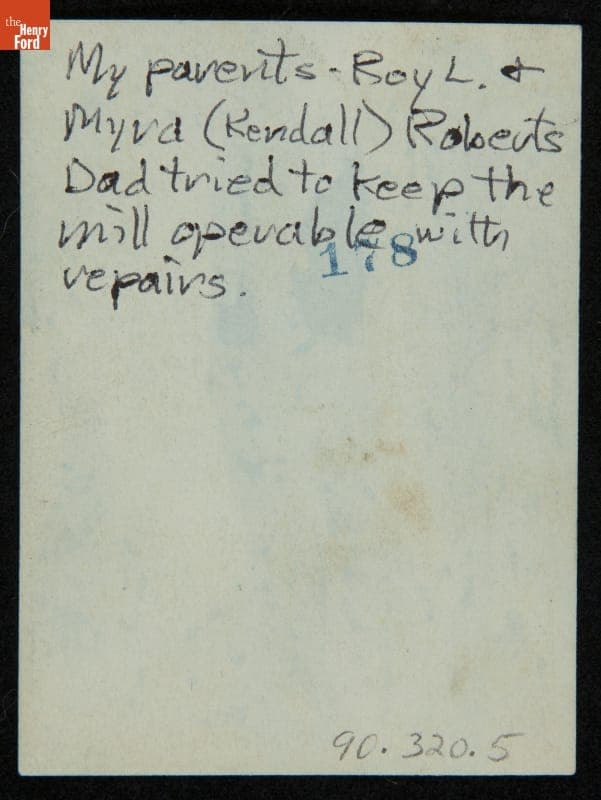 the
Henry
Ford
My parents - Roy L. +
Myra (Kendall) Roberts
Dad tried to keep the
mill operable with
178
repairs.
90.320.5